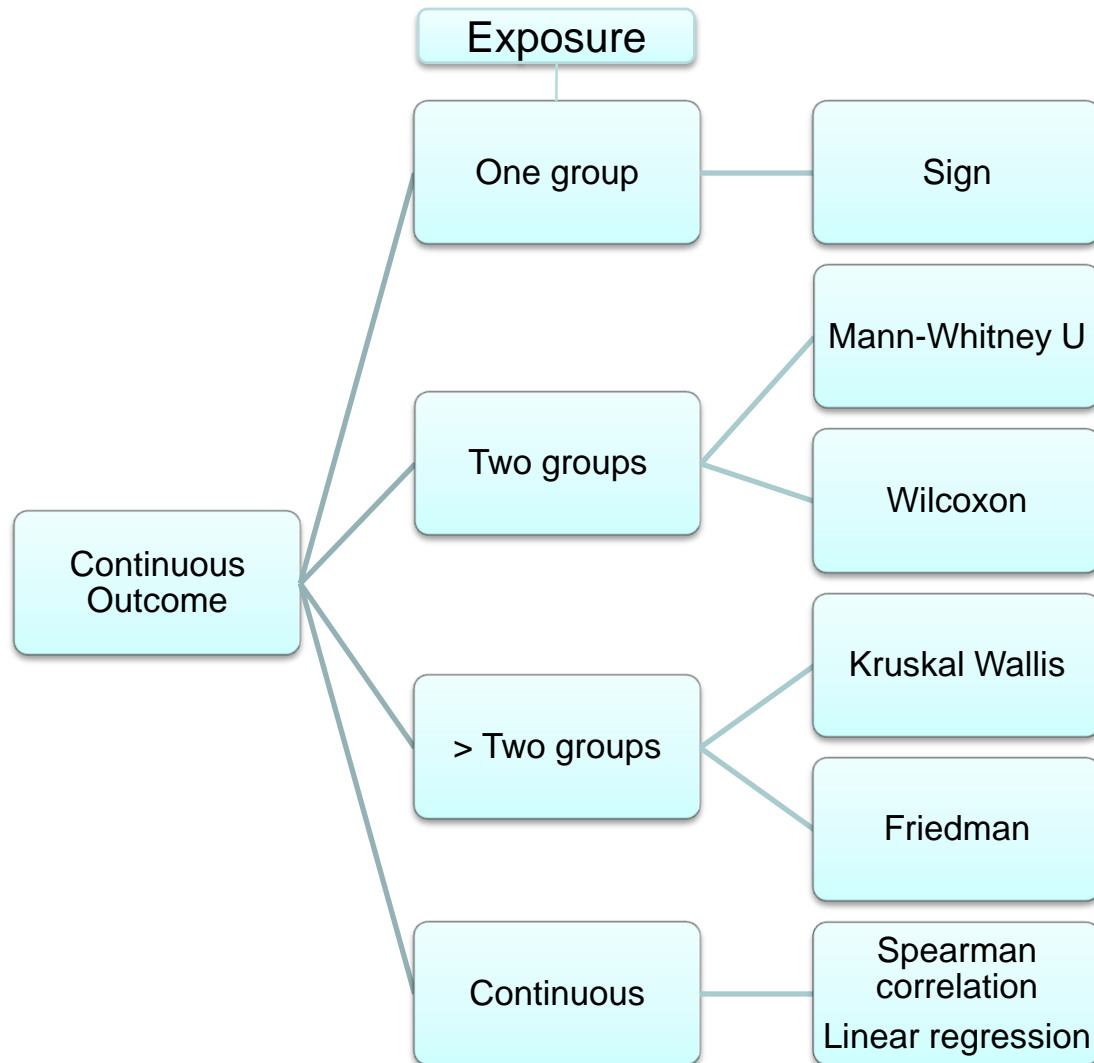 Exposure
One group
Sign
Mann-Whitney U
Two groups
Wilcoxon
Continuous
Outcome
Kruskal Wallis
> Two groups
Friedman
Continuous
Spearman
correlation
Linear regression